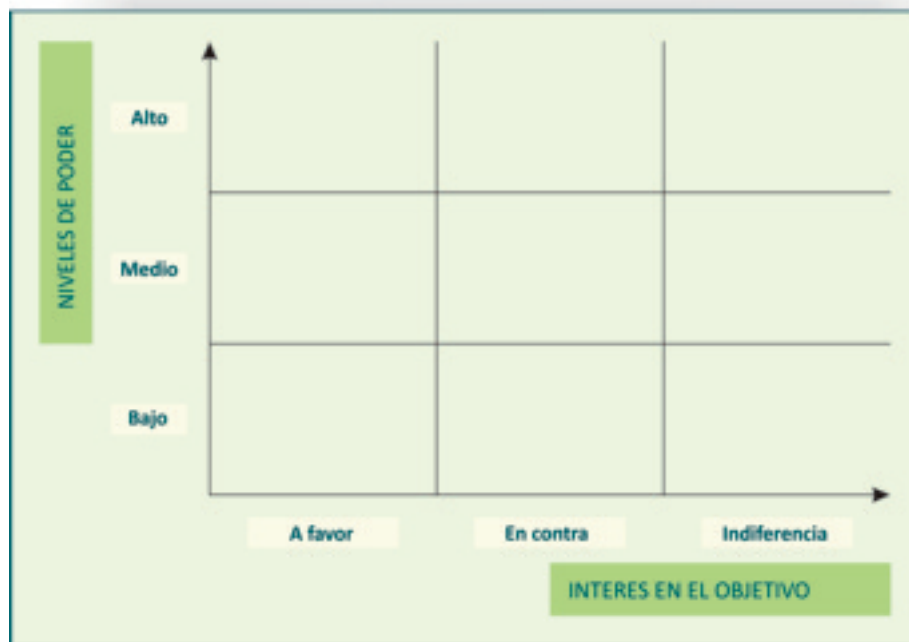 NIVELES DE PODER
Alto
Medio
Bajo
A favor
En contra
Indiferencia
INTERES EN EL OBJETIVO